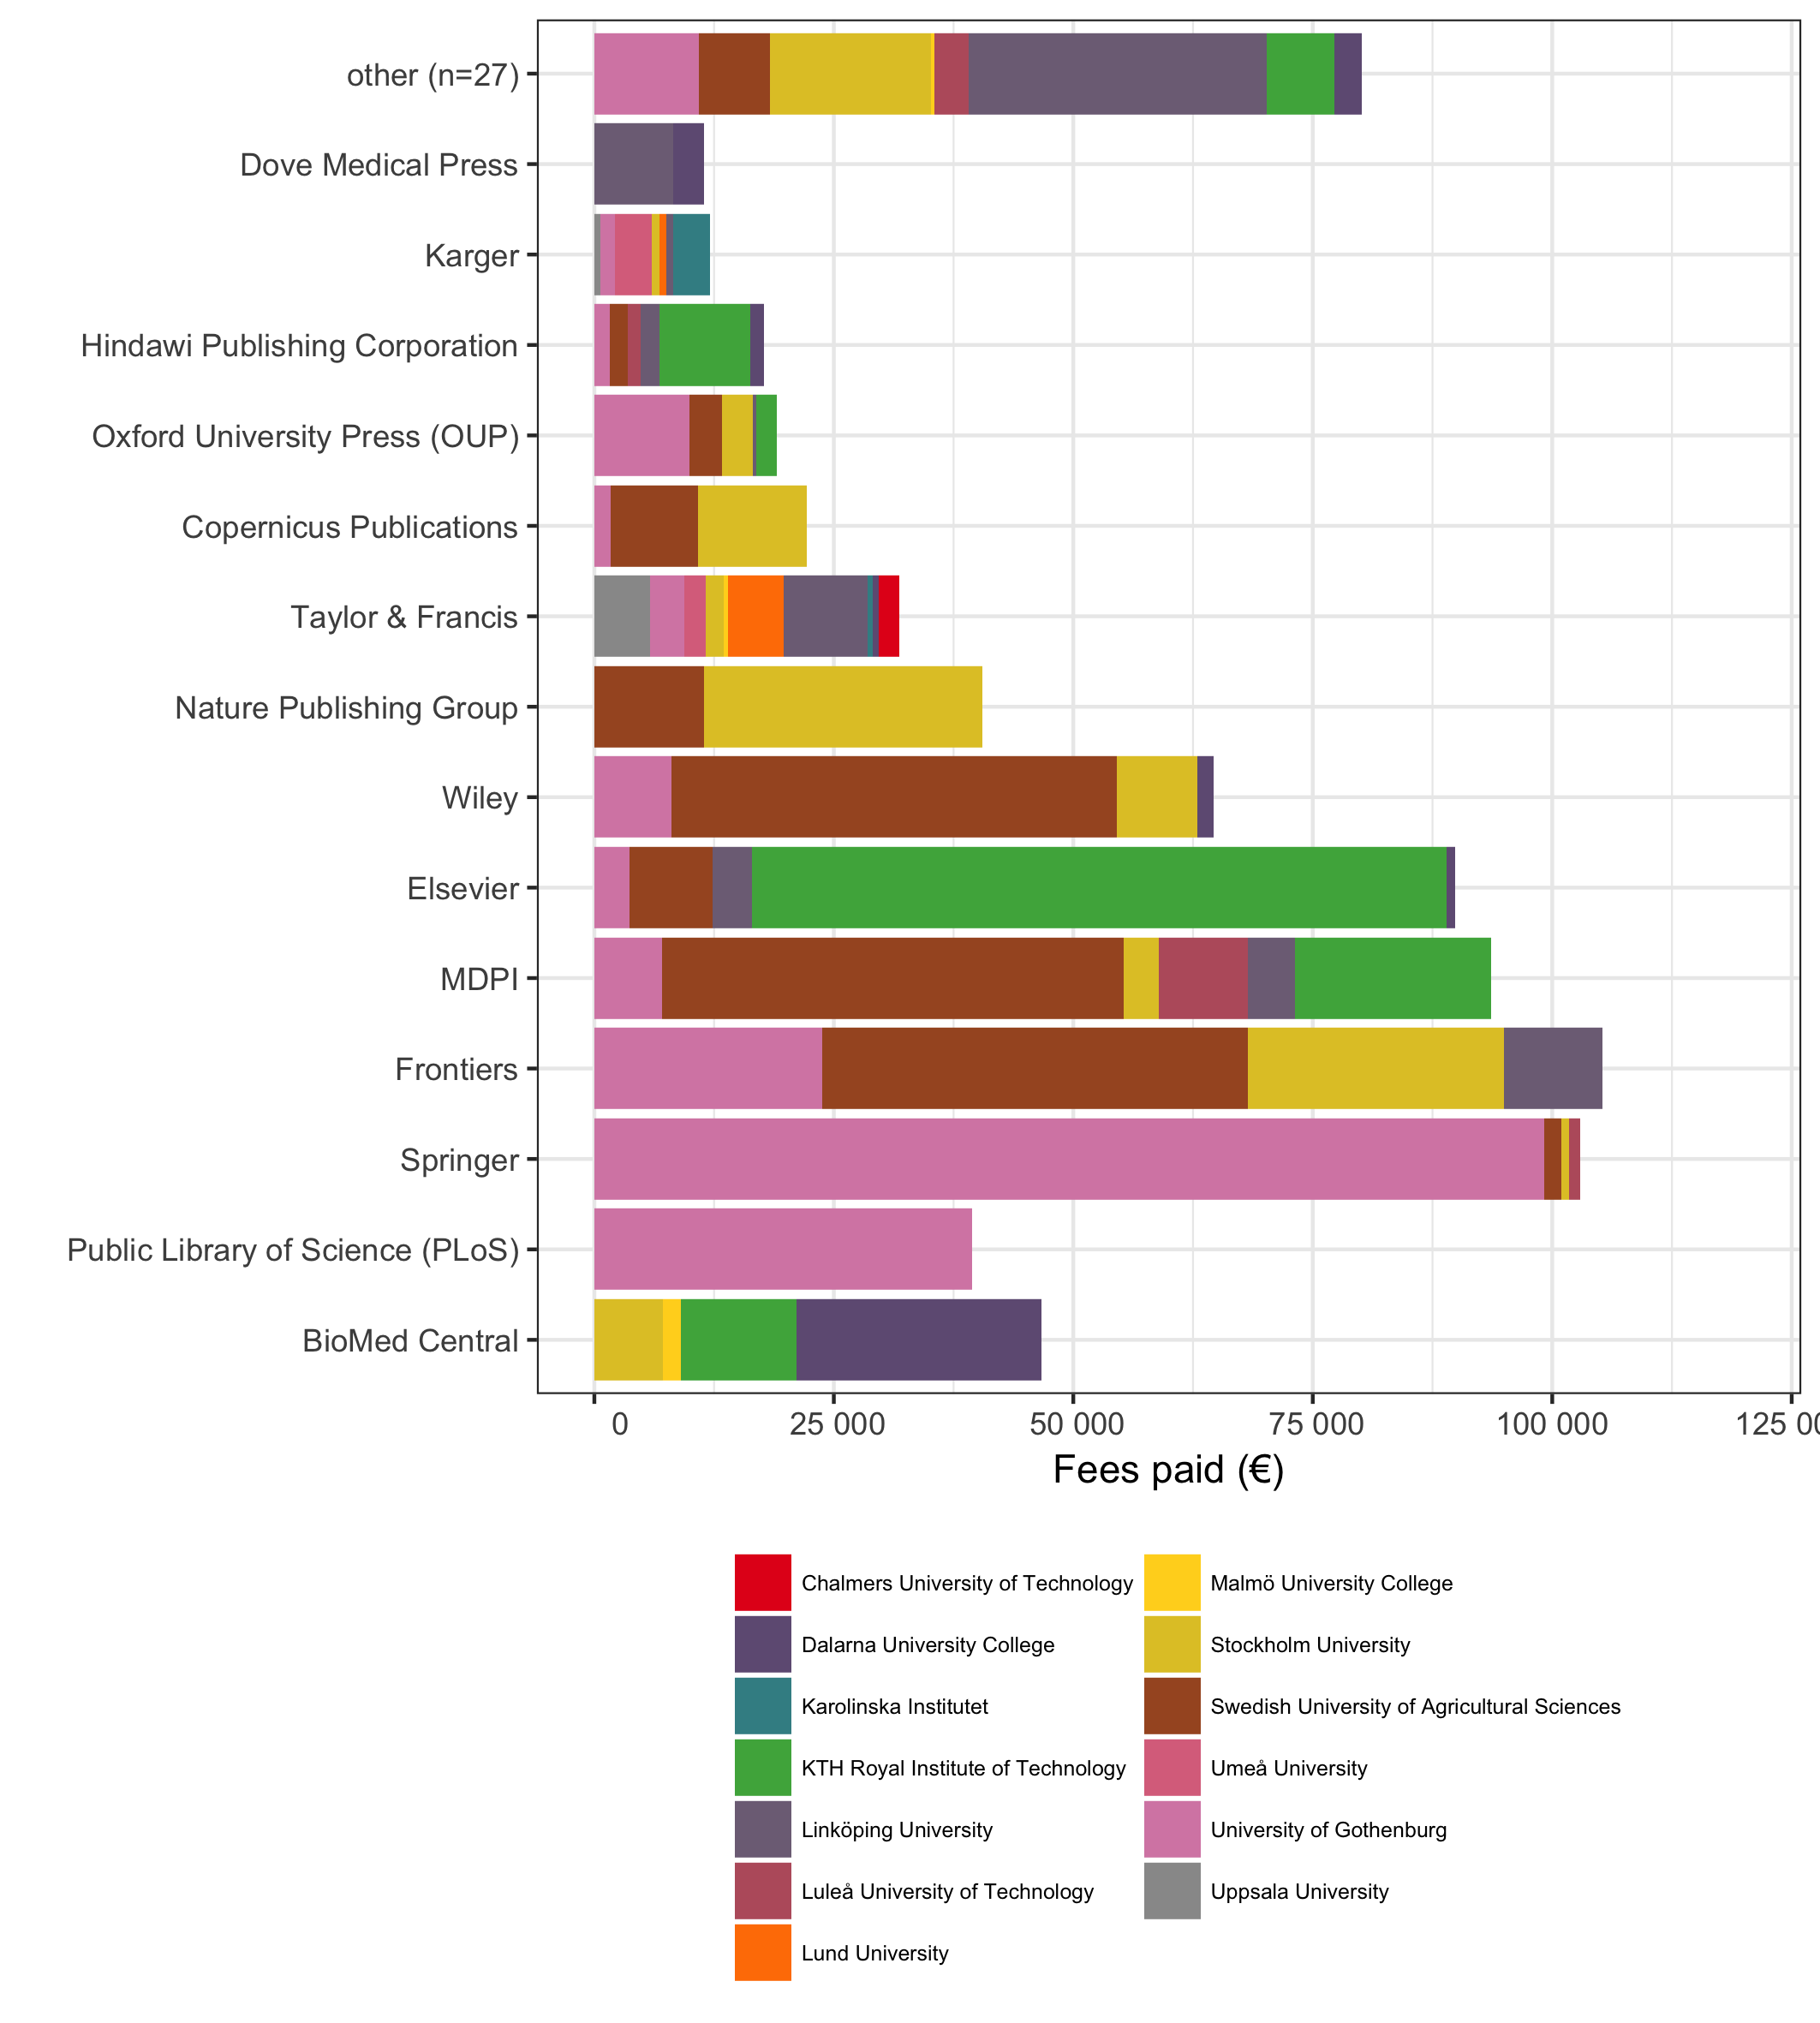 other (n=27)
Dove Medical Press
Karger
Hindawi Publishing Corporation
Oxford University Press (OUP)
Copernicus Publications
Taylor & Francis
Nature Publishing Group
Wiley
Elsevier
MDPI
Frontiers
Springer
Public Library of Science (PLoS)
BioMed Central
0 25 000 50 000 75 000 100 000 125 0
Fees paid (€)
Chalmers University of Technology
Dalarna University College
Karolinska Institutet
KTH Royal Institute of Technology
Linköping University
Luleå University of Technology
Lund University
Malmö University College
Stockholm University
Swedish University of Agricultural Sciences
Umeå University
University of Gothenburg
Uppsala University